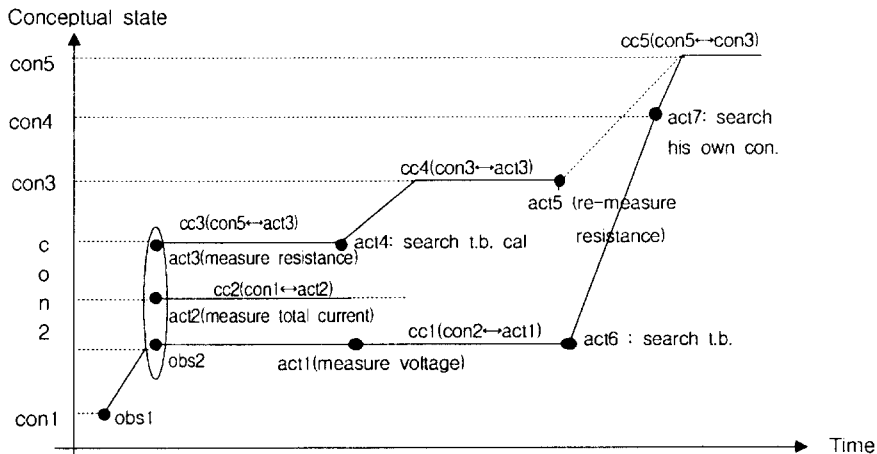 Conceptual state
cc5(con5↔con3)
con5
con4
act7: search
his own con.
cc4(con3↔act3)
con3
act5 (re-measure
resistance)
cc3(con5↔act3)
act4: search t.b. cal
act3(measure resistance)
con2
cc2(con1↔act2)
act2(measure total current)
cc1(con2↔act1)
act6 : search t.b.
obs2
act1(measure voltage)
con1
obs1
Time